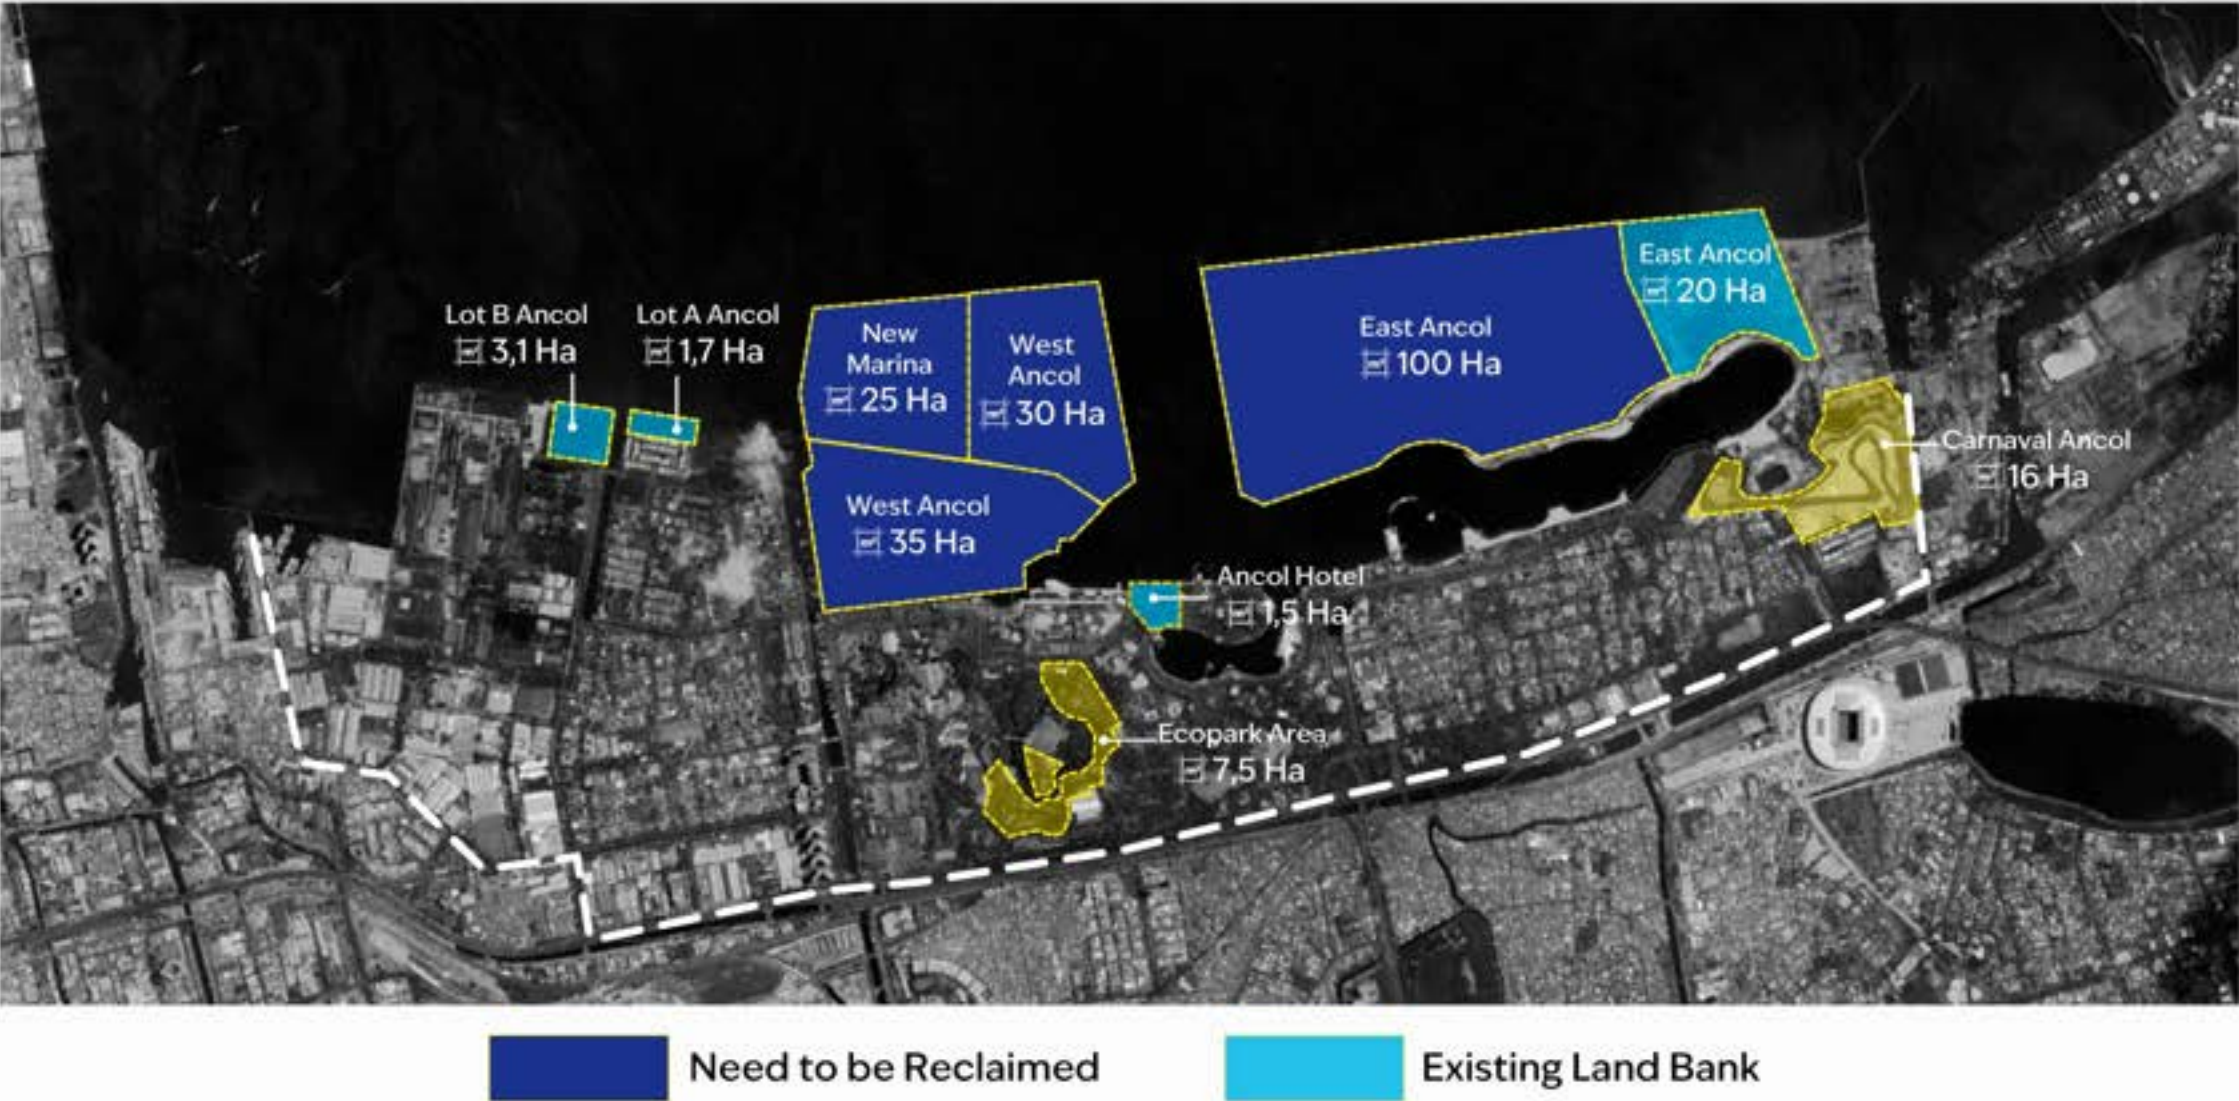 East Ancol
20 Ha
Lot B Ancol
3,1 Ha
Lot A Ancol
1,7 Ha
New
Marina
25 Ha
West
Ancol
30 Ha
East Ancol
100 Ha
Carnaval Ancol
16 Ha
West Ancol
35 Ha
Ancol Hotel
1,5 Ha
Ecopark Area
7,5 Ha
Need to be Reclaimed
Existing Land Bank